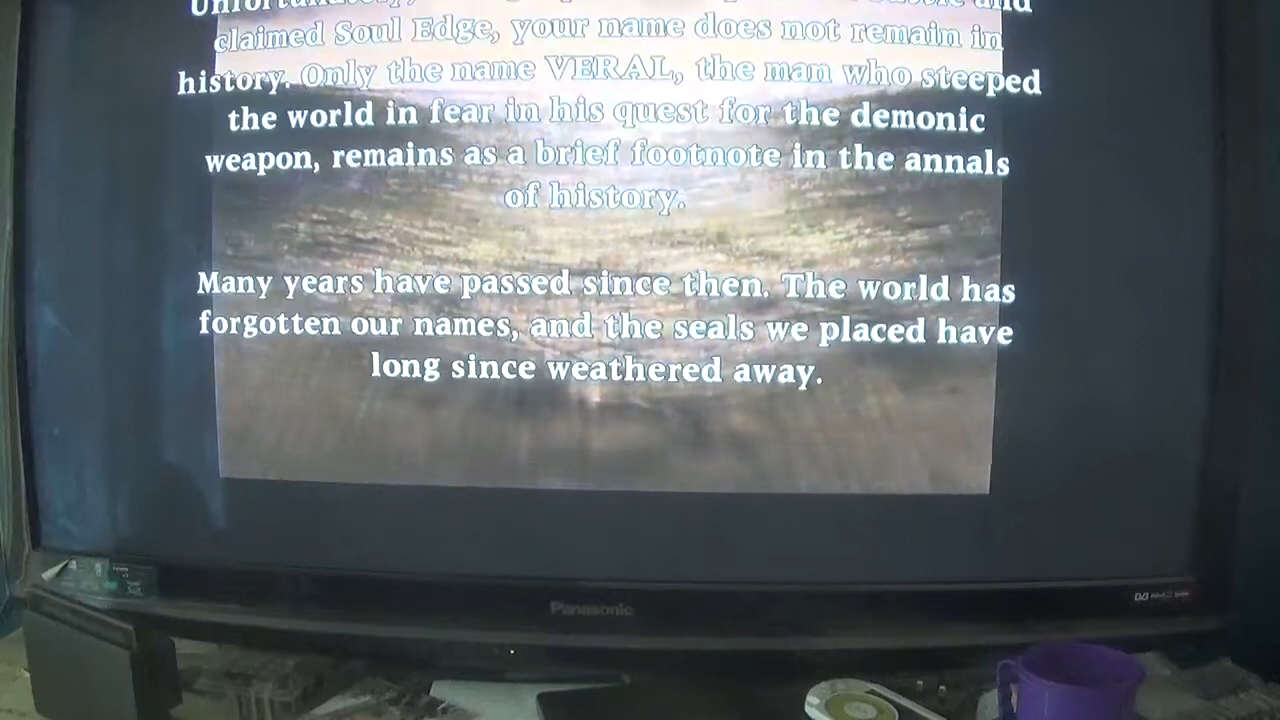 claimed Soul Edge, your name does not remain in
history. Only the name VERAL, the man who steeped
the world in fear in his quest for the demonic
weapon, remains as a brief footnote in the annals
of history.
Many years have passed since then. The world has
forgotten our names, and the seals we placed have
long since weathered away.
Panasonic